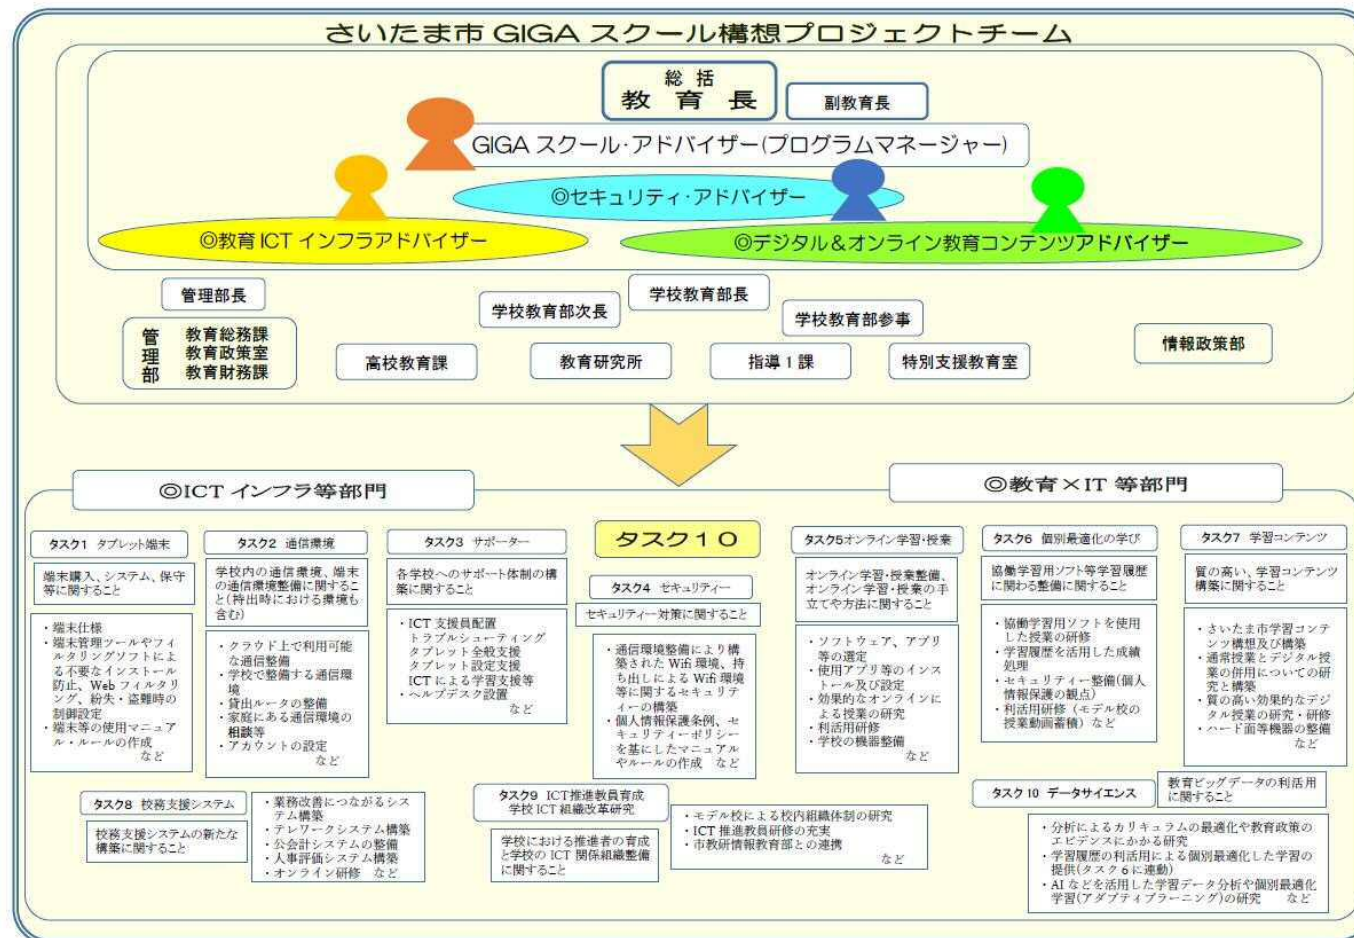 さいたま市 GIGA スクール構想プロジェクトチーム
総 括
教 育 長
副教育長
GIGA スクール・アドバイザー(プログラムマネージャー)
◎セキュリティ・アドバイザー
◎教育 ICT インフラアドバイザー
◎デジタル＆オンライン教育コンテンツアドバイザー
管理部長
学校教育部次長
学校教育部長
学校教育部参事
管理部
教育総務課
教育政策室
教育財務課
高校教育課
教育研究所
指導１課
特別支援教育室
情報政策部
◎ICT インフラ等部門
◎教育×IT 等部門
タスク1 タブレット端末
端末購入、システム、保守
等に関すること
・端末仕様
・端末管理ツールやフィ
ルタリングソフトによ
る不要なインストール
防止、Web フィルタリ
ング、紛失・盗難時の
制御設定
・端末等の使用マニュア
ル・ルールの作成
など
タスク2 通信環境
学校内の通信環境、端末
の通信環境整備に関するこ
と(持出時における環境も
含む)
・クラウド上で利用可能
な通信整備
・学校で整備する通信環
境
・貸出ルータの整備
・家庭にある通信環境の
相談等
・アカウントの設定
など
タスク3 サポーター
各学校へのサポート体制の構
築に関すること
・ICT 支援員配置
トラブルシューティング
タブレット全般支援
タブレット設定支援
ICT による学習支援等
・ヘルプデスク設置
など
タスク１０
タスク4 セキュリティー
セキュリティー対策に関すること
・通信環境整備により構
築された Wifi 環境、持
ち出しによる Wifi 環境
等に関するセキュリテ
ィーの構築
・個人情報保護条例、セ
キュリティーポリシー
を基にしたマニュアル
やルールの作成 など
タスク5オンライン学習・授業
オンライン学習・授業整備、
オンライン学習・授業の手
立てや方法に関すること
・ソフトウェア、アプリ
等の選定
・使用アプリ等のインス
トール及び設定
・効果的なオンラインに
よる授業の研究
・利活用研修
・学校の機器整備
など
タスク6 個別最適化の学び
協働学習用ソフト等学習履歴
に関わる整備に関すること
・協働学習用ソフトを使用
した授業の研修
・学習履歴を活用した成績
処理
・セキュリティー整備(個人
情報保護の観点)
・利活用研修（モデル校の
授業動画蓄積）など
タスク7 学習コンテンツ
質の高い、学習コンテンツ
構築に関すること
・さいたま市学習コンテ
ンツ構想及び構築
・通常授業とデジタル授
業の併用についての研
究と構築
・質の高い効果的なデジ
タル授業の研究・研修
・ハード面等機器の整備
など
タスク8 校務支援システム
校務支援システムの新たな
構築に関すること
・業務改善につながるシス
テム構築
・テレワークシステム構築
・公会計システムの整備
・人事評価システム構築
・オンライン研修 など
タスク9 ICT推進教員育成
学校 ICT 組織改革研究
学校における推進者の育成
と学校の ICT 関係組織整備
に関すること
・モデル校による校内組織体制の研究
・ICT 推進教員研修の充実
・市教研情報教育部との連携
など
タスク 10 データサイエンス
教育ビッグデータの利活用
に関すること
・分析によるカリキュラムの最適化や教育政策の
エビデンスにかかる研究
・学習履歴の利活用による個別最適化した学習の
提供(タスク 6 に連動)
・AI などを活用した学習データ分析や個別最適化
学習(アダプティブラーニング)の研究 など